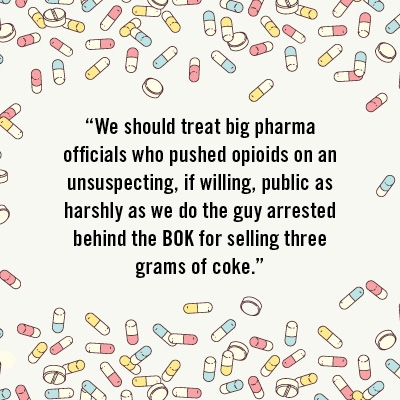 “We should treat big pharma
officials who pushed opioids on an
unsuspecting, if willing, public as
harshly as we do the guy arrested
behind the BOK for selling three
grams of coke.”